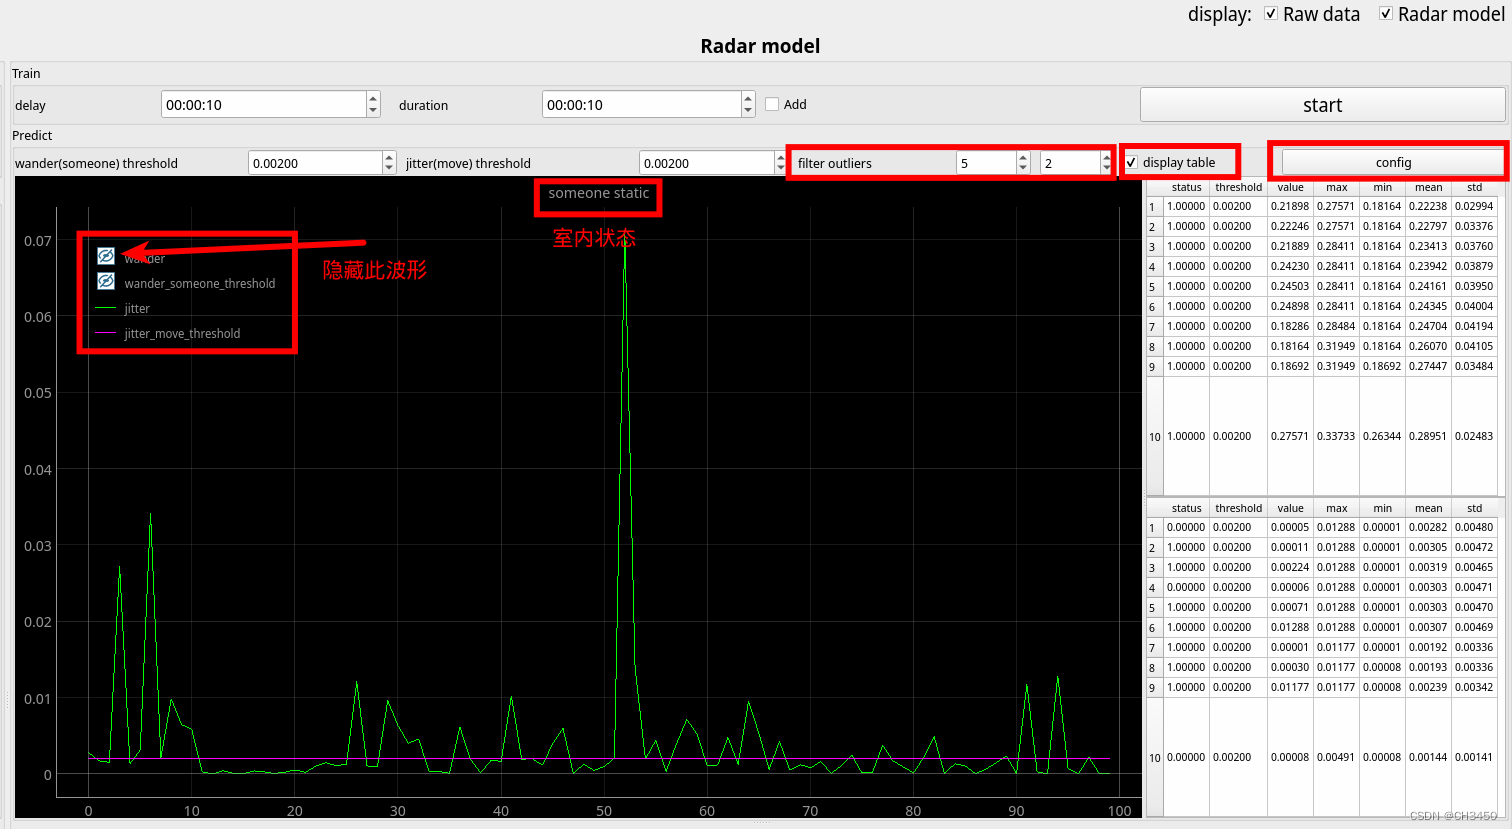 display: Raw data Radar model
Radar model
Train
delay 00:00:10 duration 00:00:10 Add start
Predict
wander(someone) threshold 0.00200 jitter(move) threshold 0.00200 filter outliers 5 2 display table config
someone static
室内状态
隐藏此波形
wander
wander_someone_threshold
jitter
jitter_move_threshold
0.07
0.06
0.05
0.04
0.03
0.02
0.01
0
0 10 20 30 40 50 60 70 80 90 100
status threshold value max min mean std
1 1.00000 0.00200 0.21898 0.27571 0.18164 0.22238 0.02994
2 1.00000 0.00200 0.22246 0.27571 0.18164 0.22797 0.03376
3 1.00000 0.00200 0.21889 0.28411 0.18164 0.23413 0.03760
4 1.00000 0.00200 0.24230 0.28411 0.18164 0.23942 0.03879
5 1.00000 0.00200 0.24503 0.28411 0.18164 0.24161 0.03950
6 1.00000 0.00200 0.24898 0.28411 0.18164 0.24345 0.04004
7 1.00000 0.00200 0.18286 0.28484 0.18164 0.24704 0.04194
8 1.00000 0.00200 0.18164 0.31949 0.18164 0.26070 0.04105
9 1.00000 0.00200 0.18692 0.31949 0.18164 0.27447 0.03484
10 1.00000 0.00200 0.27571 0.33733 0.26344 0.28951 0.02483
status threshold value max min mean std
1 0.00000 0.00200 0.00005 0.01288 0.00001 0.00282 0.00480
2 1.00000 0.00200 0.00011 0.01288 0.00001 0.00305 0.00472
3 1.00000 0.00200 0.00224 0.01288 0.00001 0.00319 0.00465
4 0.00000 0.00200 0.00006 0.01288 0.00001 0.00303 0.00471
5 1.00000 0.00200 0.00071 0.01288 0.00001 0.00303 0.00470
6 1.00000 0.00200 0.01288 0.01288 0.00001 0.00307 0.00469
7 1.00000 0.00200 0.00001 0.01177 0.00001 0.00192 0.00336
8 1.00000 0.00200 0.00030 0.01177 0.00008 0.00193 0.00336
9 1.00000 0.00200 0.01177 0.01177 0.00008 0.00239 0.00342
10 0.00000 0.00200 0.00008 0.00491 0.00008 0.00144 0.00141
CSDN @CH3450